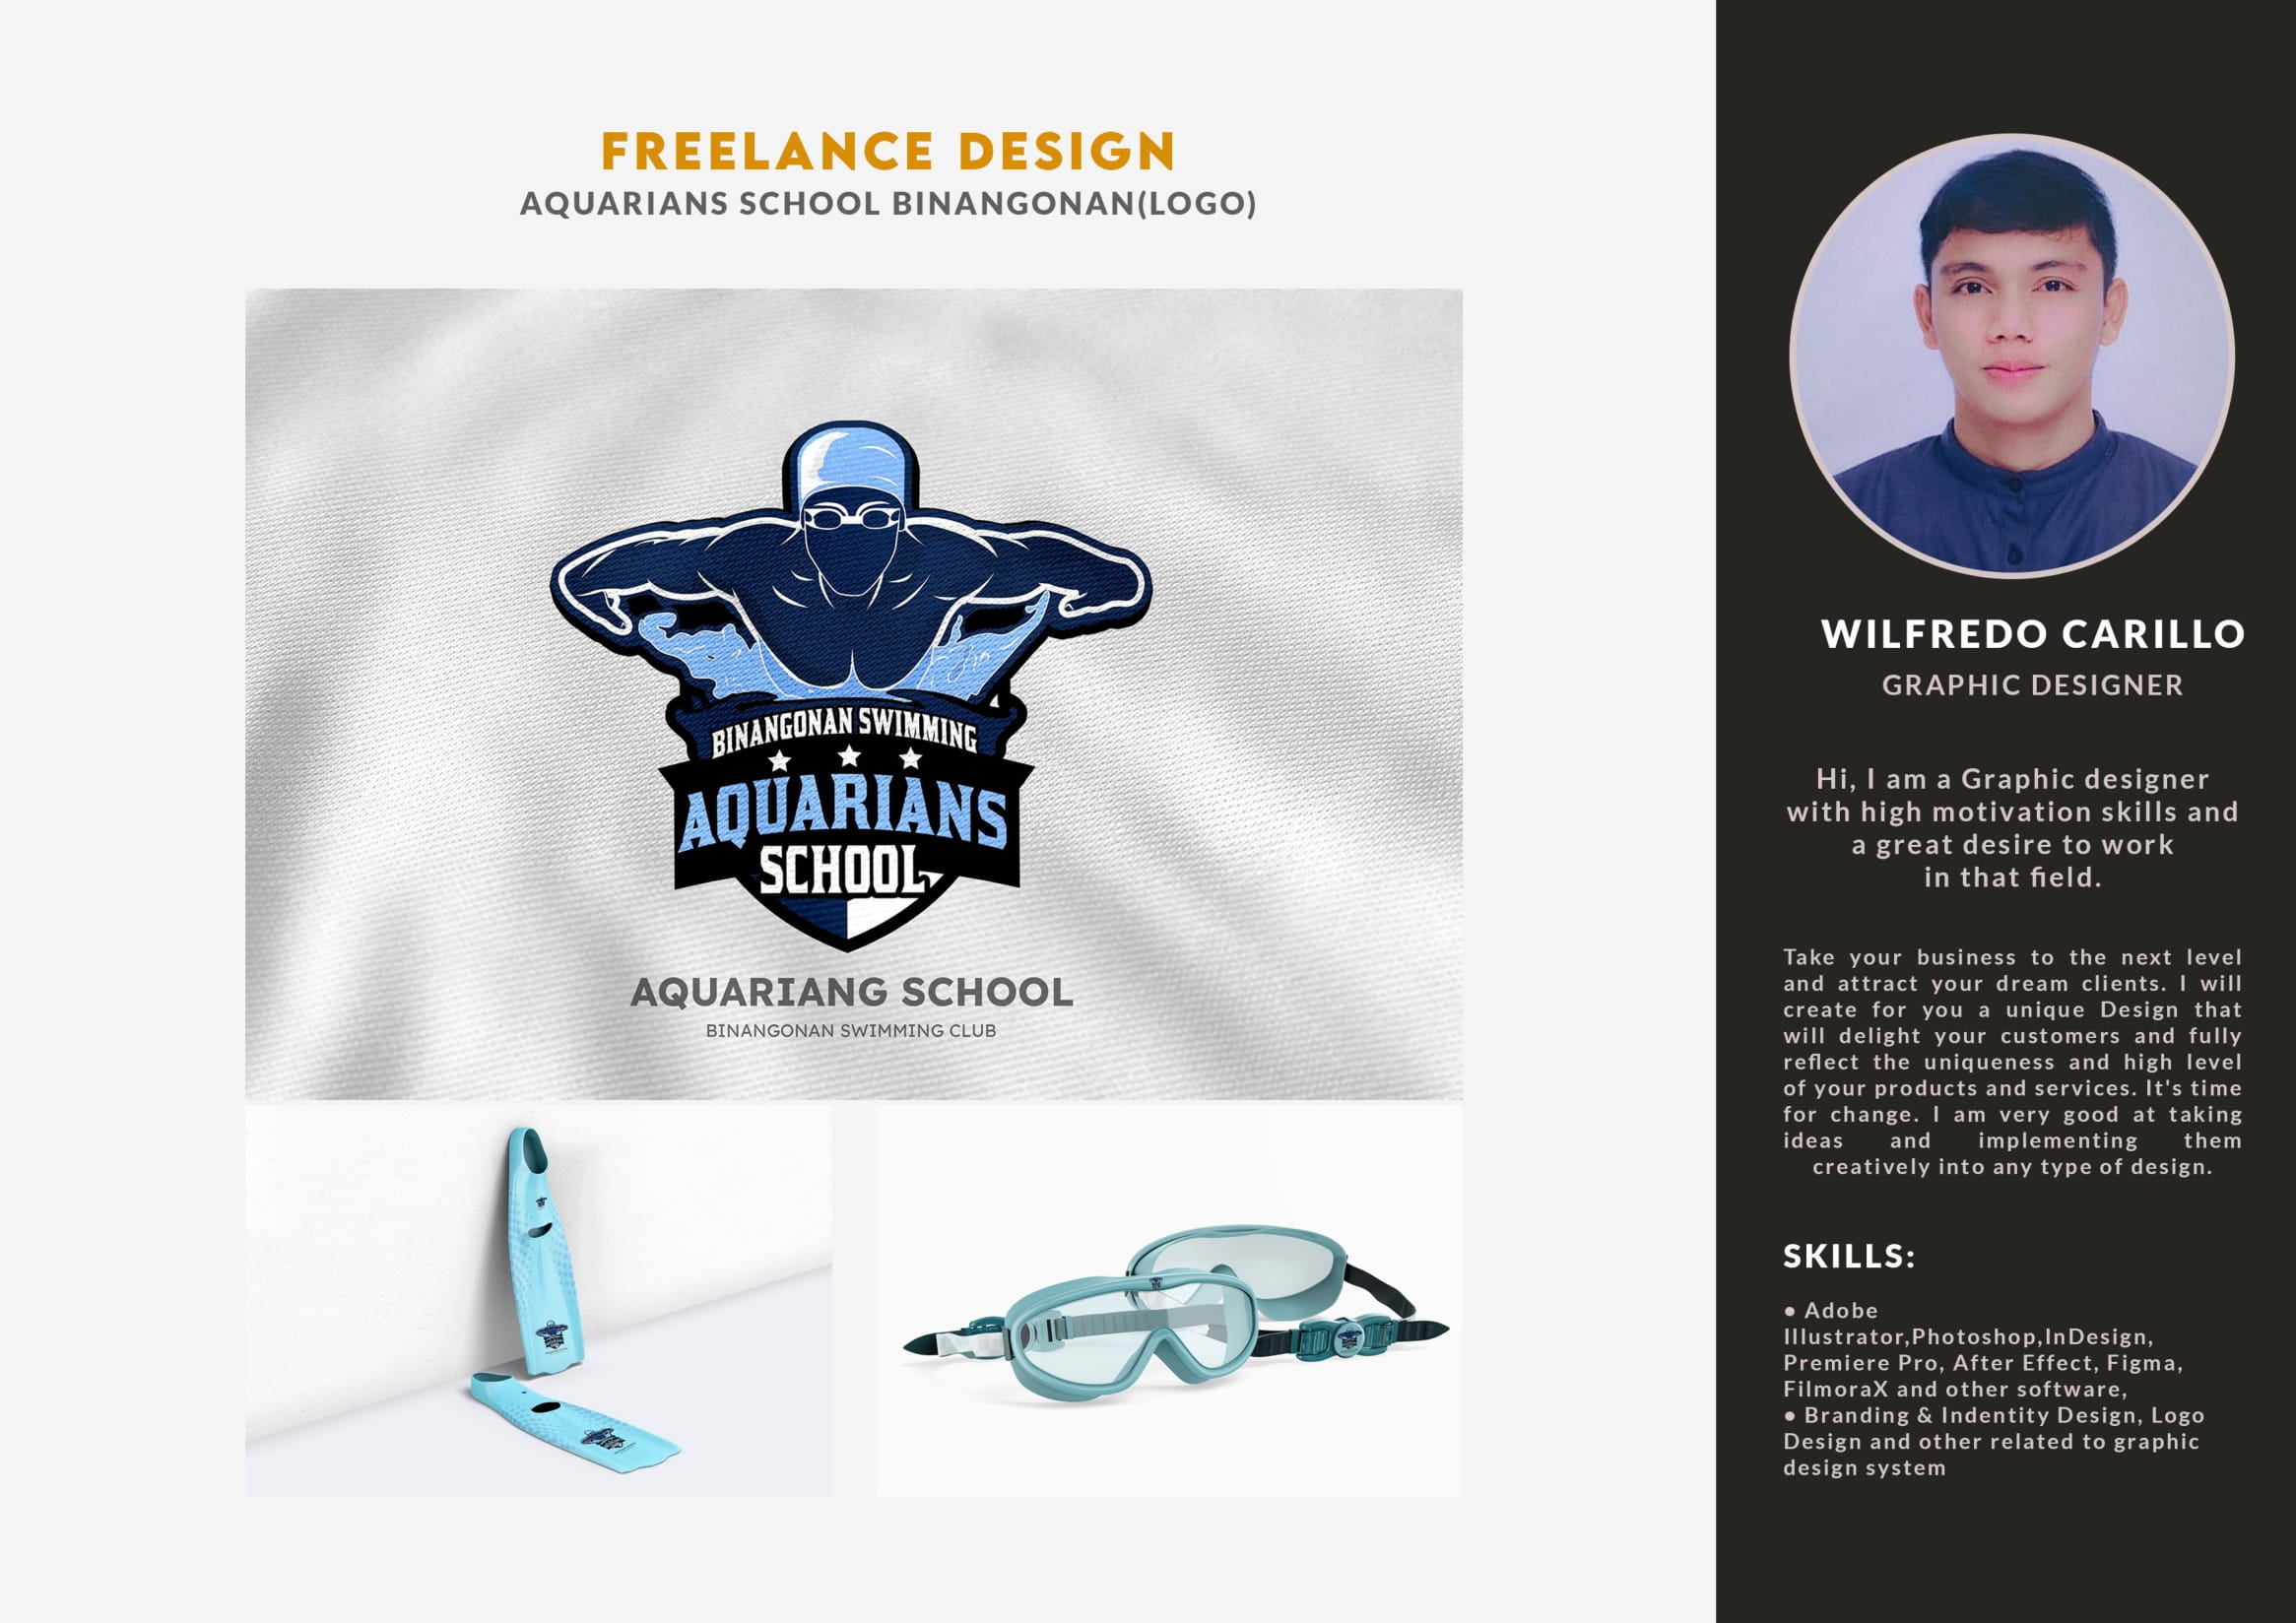 FREELANCE DESIGN
AQUARIANS SCHOOL BINANGONAN(LOGO)
BINANGONAN SWIMMING
AQUARIANS
SCHOOL
AQUARIANG SCHOOL
BINANGONAN SWIMMING CLUB
WILFREDO CARILLO
GRAPHIC DESIGNER
Hi, I am a Graphic designer
with high motivation skills and
a great desire to work
in that field.
Take your business to the next level
and attract your dream clients. I will
create for you a unique Design that
will delight your customers and fully
reflect the uniqueness and high level
of your products and services. It's time
for change. I am very good at taking
ideas and implementing them
creatively into any type of design.
SKILLS:
● Adobe
Illustrator,Photoshop,InDesign,
Premiere Pro, After Effect, Figma,
FilmoraX and other software,
● Branding & Indentity Design, Logo
Design and other related to graphic
design system